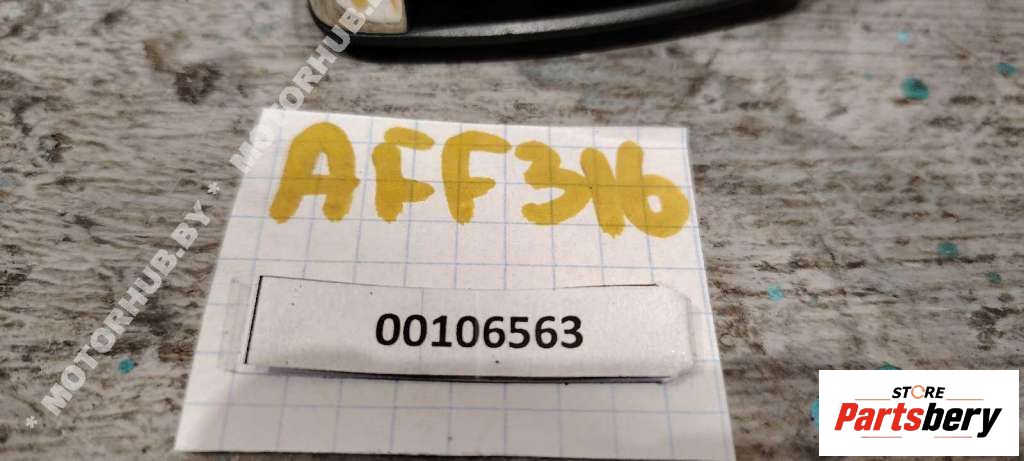 * MOTORHUB.BY * MOTORHUB.BY
AFF316
00106563
STORE
Partsbery